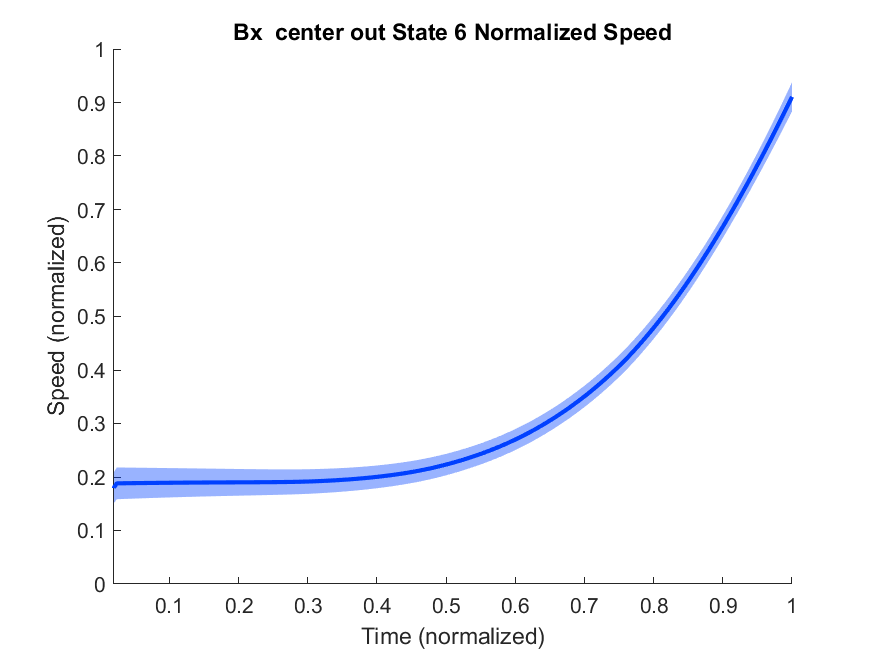 Bx  center out State 6 Normalized Speed
1
0.9
0.8
0.7
0.6
0.5
0.4
0.3
0.2
0.1
0
Speed (normalized)
0.1 0.2 0.3 0.4 0.5 0.6 0.7 0.8 0.9 1
Time (normalized)